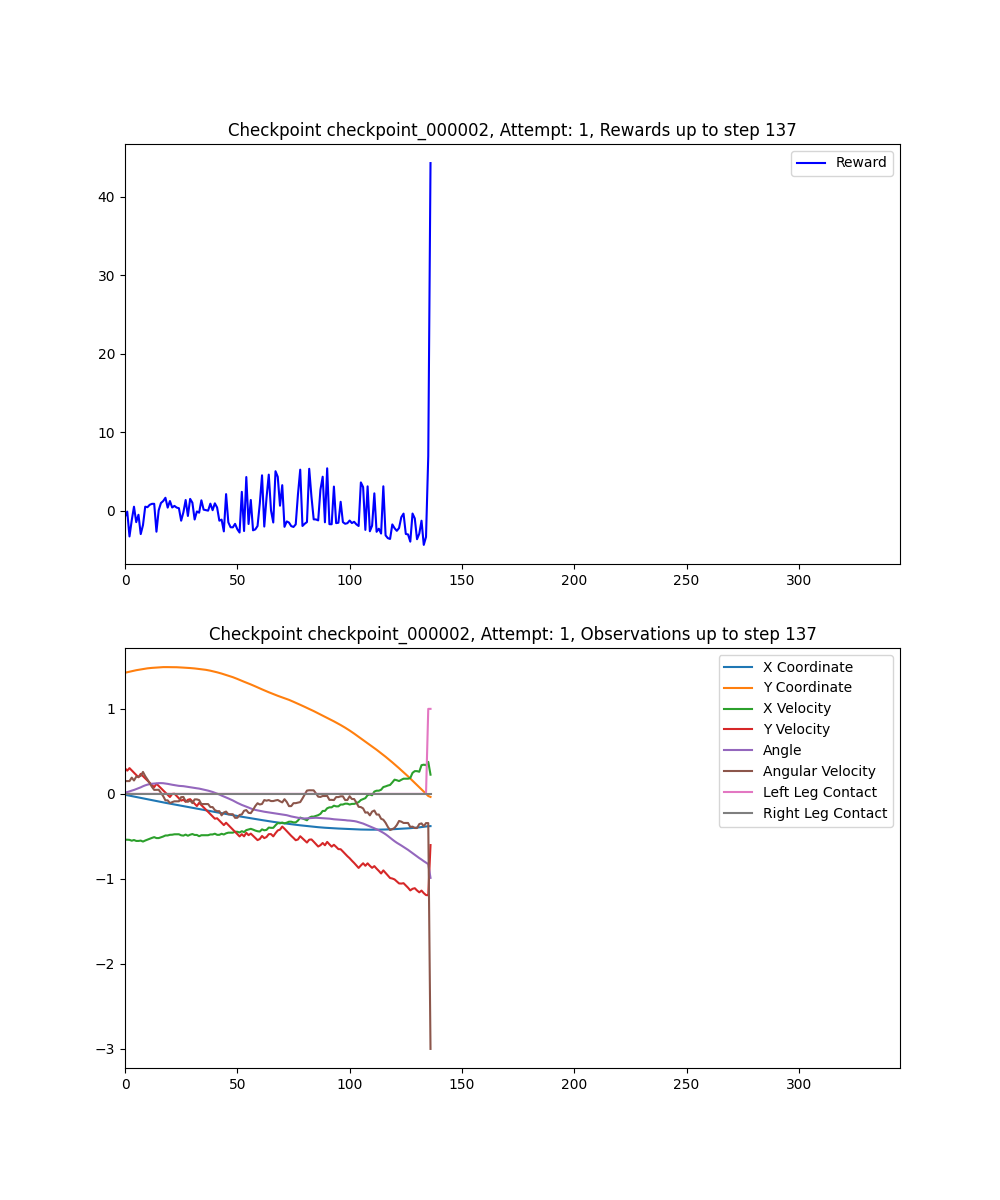 Checkpoint checkpoint_000002, Attempt: 1, Rewards up to step 137
Reward
40
30
20
10
0
0 50 100 150 200 250 300
Checkpoint checkpoint_000002, Attempt: 1, Observations up to step 137
X Coordinate
Y Coordinate
X Velocity
Y Velocity
Angle
Angular Velocity
Left Leg Contact
Right Leg Contact
1
0
−1
−2
−3
0 50 100 150 200 250 300